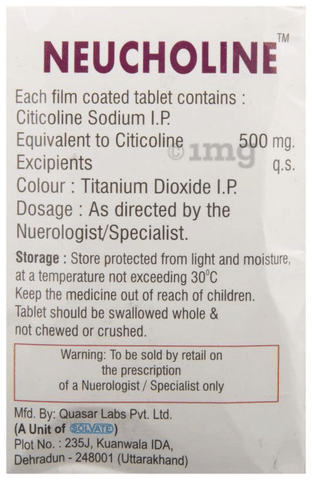 NEUCHOLINE™
Each film coated tablet contains :
Citicoline Sodium I.P.
Equivalent to Citicoline 500 mg.
Excipients q.s.
Colour : Titanium Dioxide I.P.
Dosage : As directed by the
Nuerologist/Specialist.
Storage : Store protected from light and moisture,
at a temperature not exceeding 30°C
Keep the medicine out of reach of children.
Tablet should be swallowed whole &
not chewed or crushed.
Warning: To be sold by retail on
the prescription
of a Nuerologist / Specialist only
Mfd. By: Quasar Labs Pvt. Ltd.
(A Unit of SOLVATE)
Plot No. : 235J, Kuanwala IDA,
Dehradun - 248001 (Uttarakhand)
© 1mg